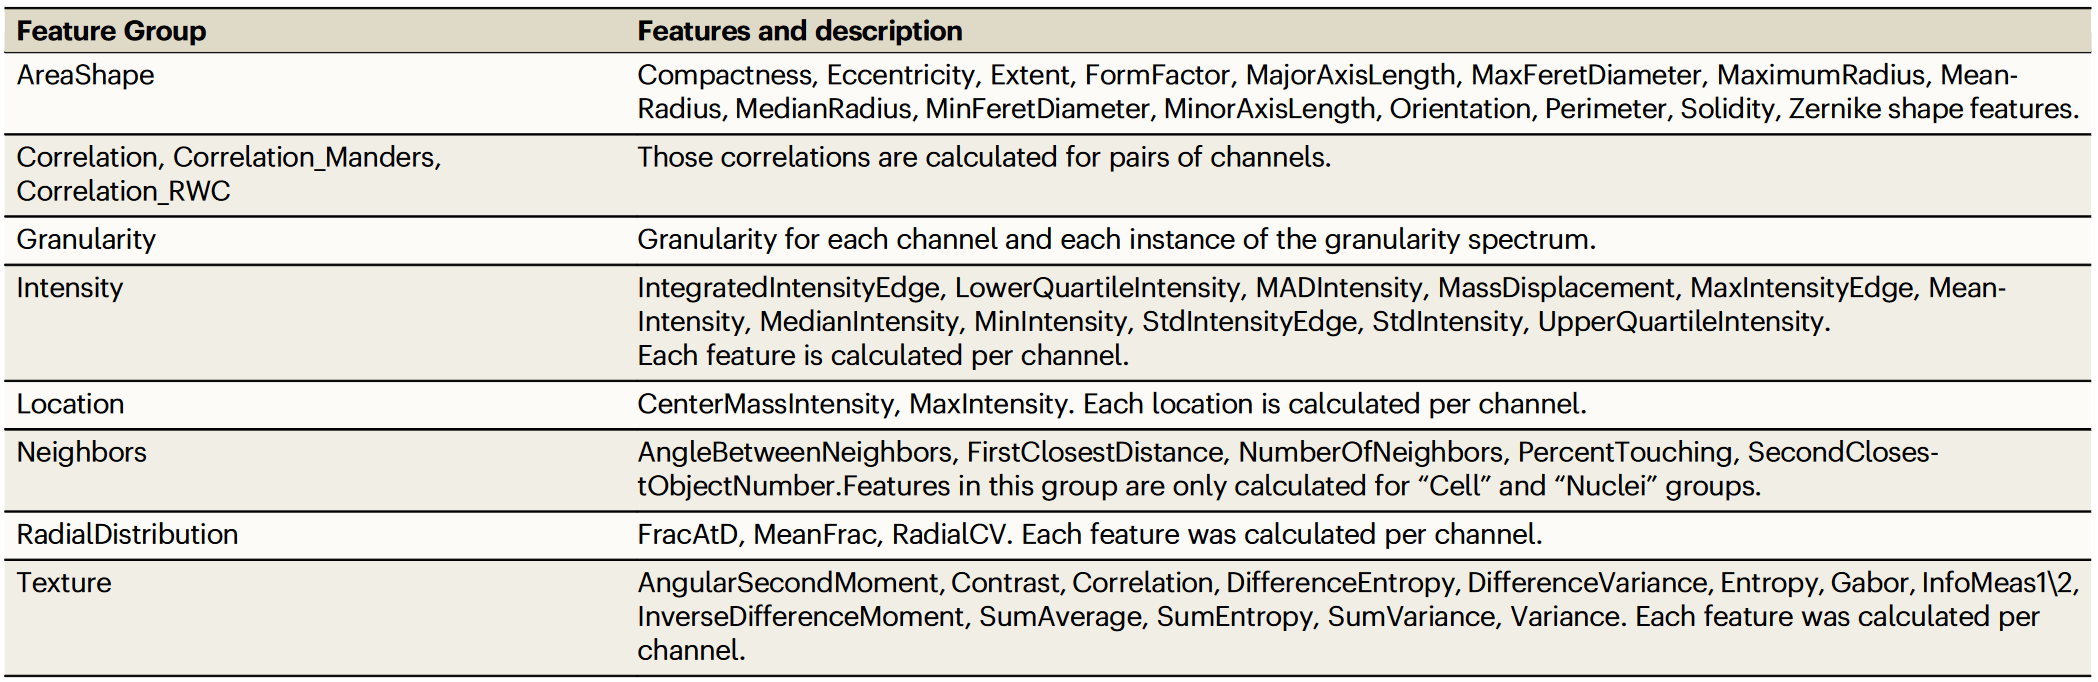 Feature Group Features and description
AreaShape Compactness, Eccentricity, Extent, FormFactor, MajorAxisLength, MaxFeretDiameter, MaximumRadius, Mean-
Radius, MedianRadius, MinFeretDiameter, MinorAxisLength, Orientation, Perimeter, Solidity, Zernike shape features.
Correlation, Correlation_Manders, Those correlations are calculated for pairs of channels.
Correlation_RWC
Granularity Granularity for each channel and each instance of the granularity spectrum.
Intensity IntegratedIntensityEdge, LowerQuartileIntensity, MADIntensity, MassDisplacement, MaxIntensityEdge, Mean-
Intensity, MedianIntensity, MinIntensity, StdIntensityEdge, StdIntensity, UpperQuartileIntensity.
Each feature is calculated per channel.
Location CenterMassIntensity, MaxIntensity. Each location is calculated per channel.
Neighbors AngleBetweenNeighbors, FirstClosestDistance, NumberOfNeighbors, PercentTouching, SecondCloses-
tObjectNumber.Features in this group are only calculated for “Cell” and “Nuclei” groups.
RadialDistribution FracAtD, MeanFrac, RadialCV. Each feature was calculated per channel.
Texture AngularSecondMoment, Contrast, Correlation, DifferenceEntropy, DifferenceVariance, Entropy, Gabor, InfoMeas1\2,
InverseDifferenceMoment, SumAverage, SumEntropy, SumVariance, Variance. Each feature was calculated per
channel.